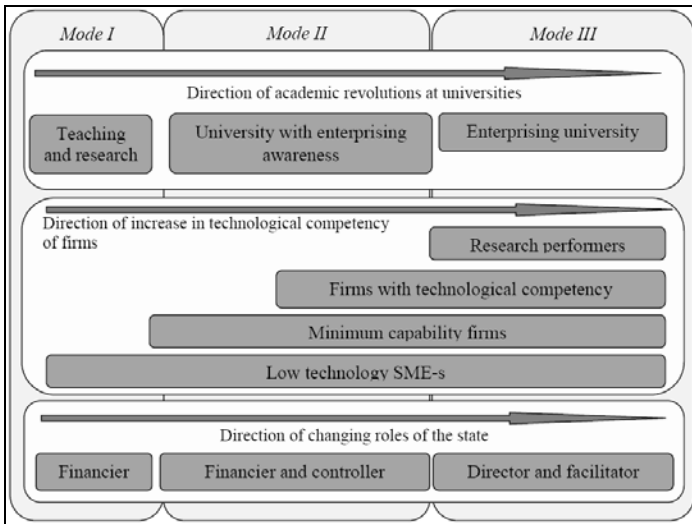 Mode I
Mode II
Mode III
Direction of academic revolutions at universities
Teaching
and research
University with enterprising
awareness
Enterprising university
Direction of increase in technological competency
of firms
Research performers
Firms with technological competency
Minimum capability firms
Low technology SME-s
Direction of changing roles of the state
Financier
Financier and controller
Director and facilitator